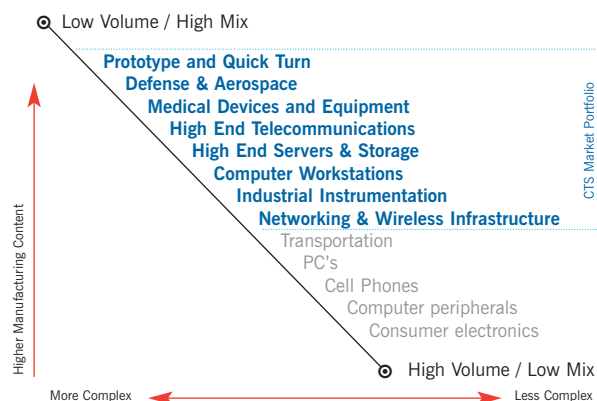 Low Volume / High Mix
Prototype and Quick Turn
Defense & Aerospace
Medical Devices and Equipment
High End Telecommunications
High End Servers & Storage
Computer Workstations
Industrial Instrumentation
Networking & Wireless Infrastructure
CTS Market Portfolio
Transportation
PC's
Cell Phones
Computer peripherals
Consumer electronics
High Volume / Low Mix
Higher Manufacturing Content
More Complex
Less Complex